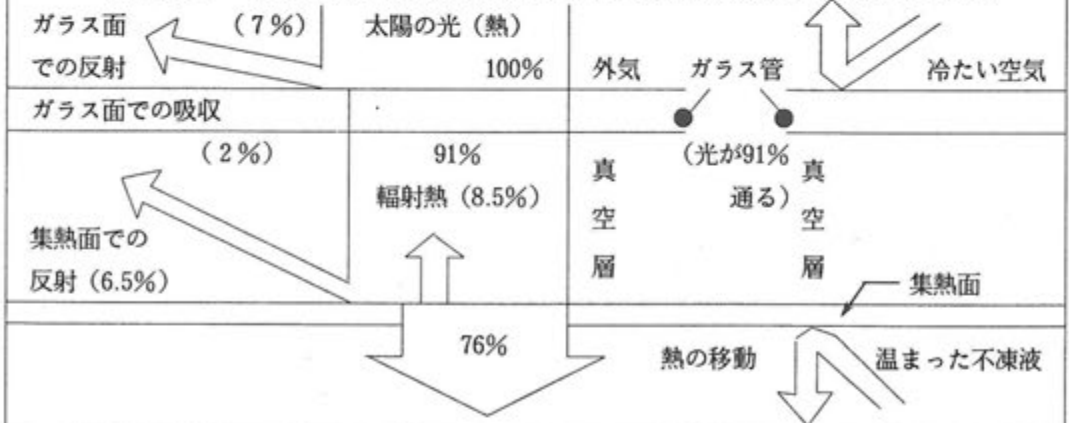 ガラス面
(7%)
での反射
太陽の光（熱）
100%
ガラス面での吸収
(2%)
91%
輻射熱（8.5%）
集熱面での
反射（6.5%）
76%
外気
ガラス管
冷たい空気
真空層
（光が91%
通る）
真空層
集熱面
熱の移動
温まった不凍液